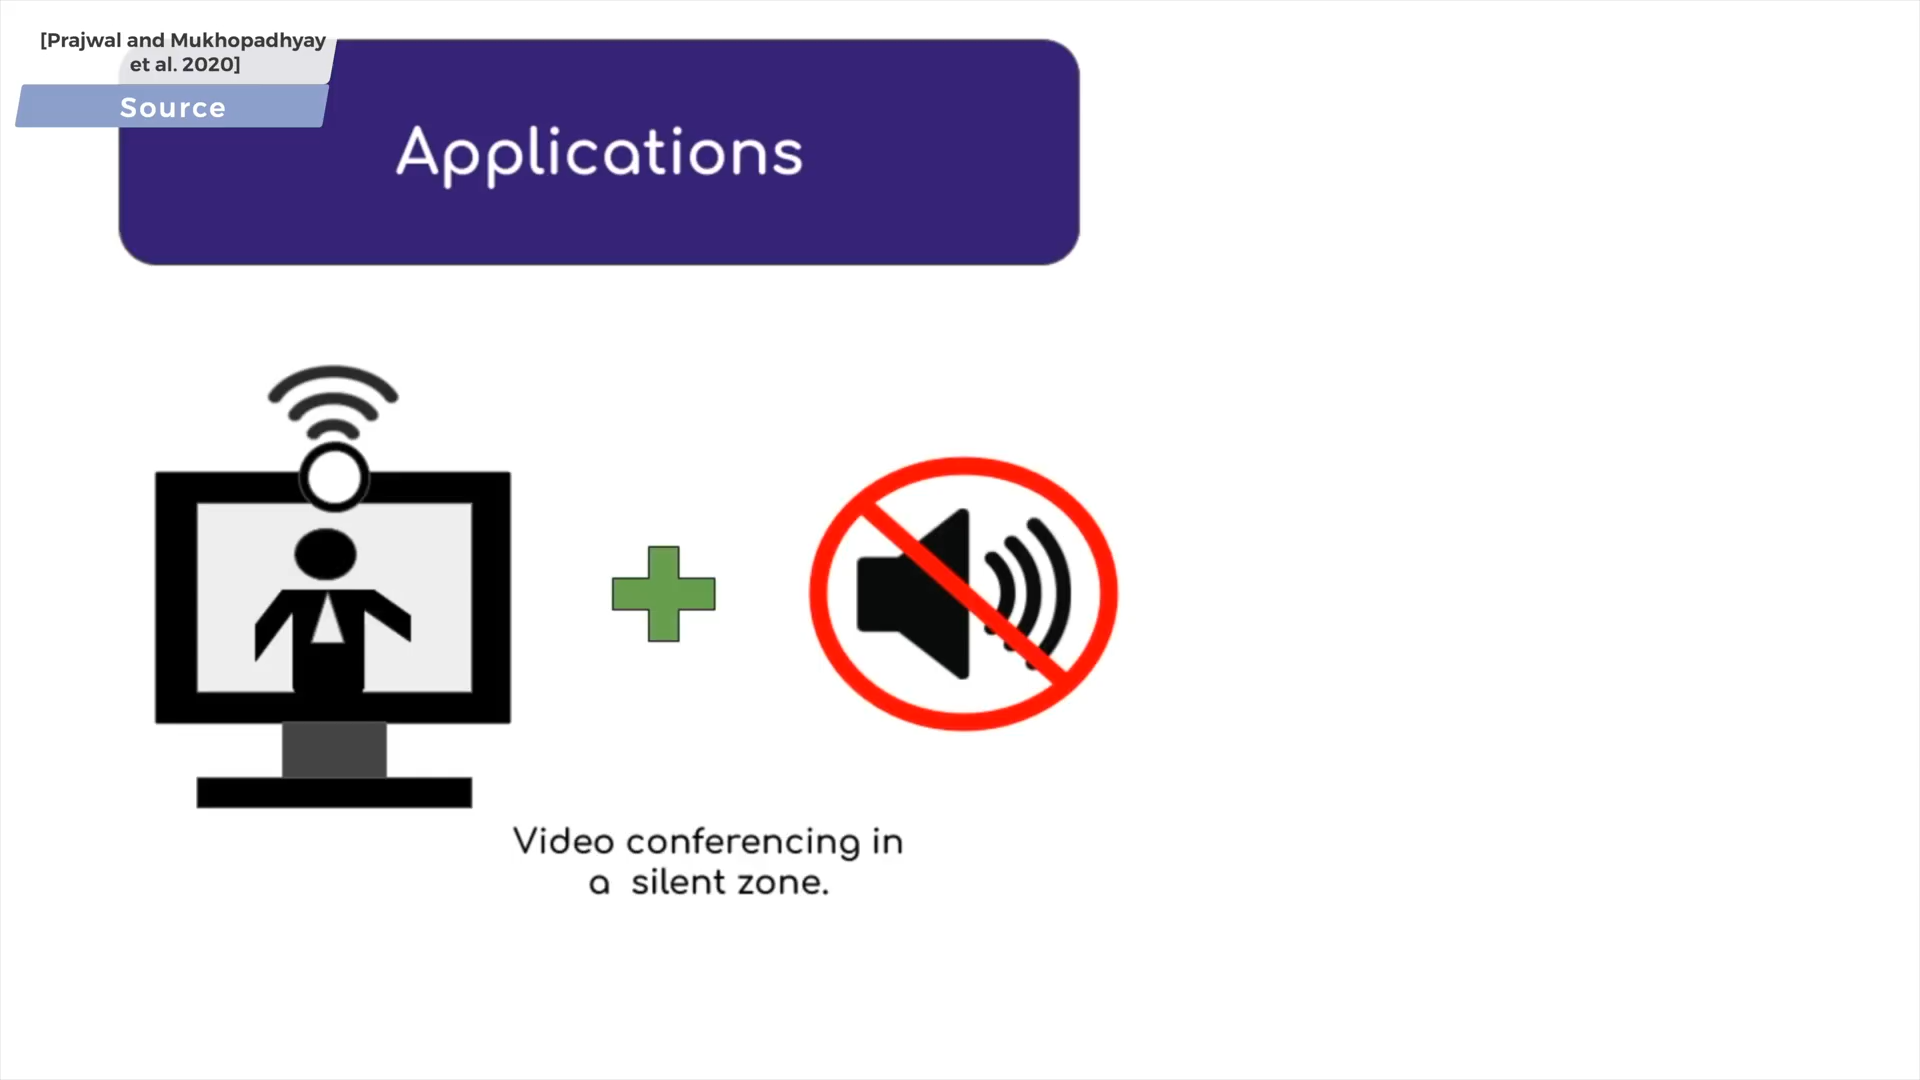 [Prajwal and Mukhopadhyay
et al. 2020]
Source
Applications
Video conferencing in
a silent zone.